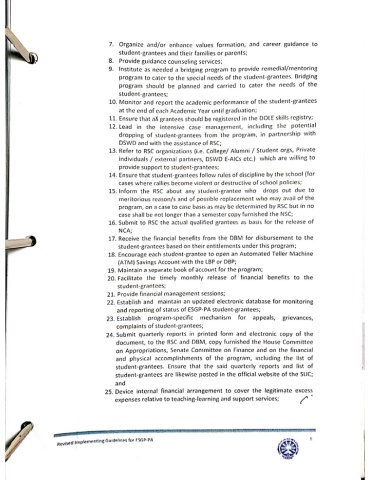 7. Organize and/or enhance values formation, and career guidance to
student-grantees and their families or parents;
8. Provide guidance counseling services;
9. Institute as needed a bridging program to provide remedial/mentoring
program to cater to the special needs of the student-grantees. Bridging
program should be planned and carried to cater the needs of the
student-grantees;
10. Monitor and report the academic performance of the student-grantees
at the end of each Academic Year until graduation;
11. Ensure that all grantees should be registered in the DOLE skills registry;
12. Lead in the intensive case management, including the potential
dropping of student-grantees from the program, in partnership with
DSWD and with the assistance of RSC;
13. Refer to RSC organizations (i.e. College/ Alumni / Student orgs, Private
individuals / external partners, DSWD E-AICs etc.) which are willing to
provide support to student-grantees;
14. Ensure that student-grantees follow rules of discipline by the school (for
cases where rallies become violent or destructive of school policies;
15. Inform the RSC about any student-grantee who drops out due to
meritorious reason/s and of possible replacement who may avail of the
program, on a case to case basis as may be determined by RSC but in no
case shall be not longer than a semester copy furnished the NSC;
16. Submit to RSC the actual qualified grantees as basis for the release of
NCA;
17. Receive the financial benefits from the DBM for disbursement to the
student-grantees based on their entitlements under this program;
18. Encourage each student-grantee to open an Automated Teller Machine
(ATM) Savings Account with the LBP or DBP;
19. Maintain a separate book of account for the program;
20. Facilitate the timely monthly release of financial benefits to the
student-grantees;
21. Provide financial management sessions;
22. Establish and maintain an updated electronic database for monitoring
and reporting of status of ESGP-PA student-grantees;
23. Establish program-specific mechanism for appeals, grievances,
complaints of student-grantees;
24. Submit quarterly reports in printed form and electronic copy of the
document, to the RSC and DBM, copy furnished the House Committee
on Appropriations, Senate Committee on Finance and on the financial
and physical accomplishments of the program, including the list of
student-grantees. Ensure that the said quarterly reports and list of
student-grantees are likewise posted in the official website of the SUC;
and
25. Device internal financial arrangement to cover the legitimate excess
expenses relative to teaching-learning and support services;
Revised Implementing Guidelines for ESGP-PA